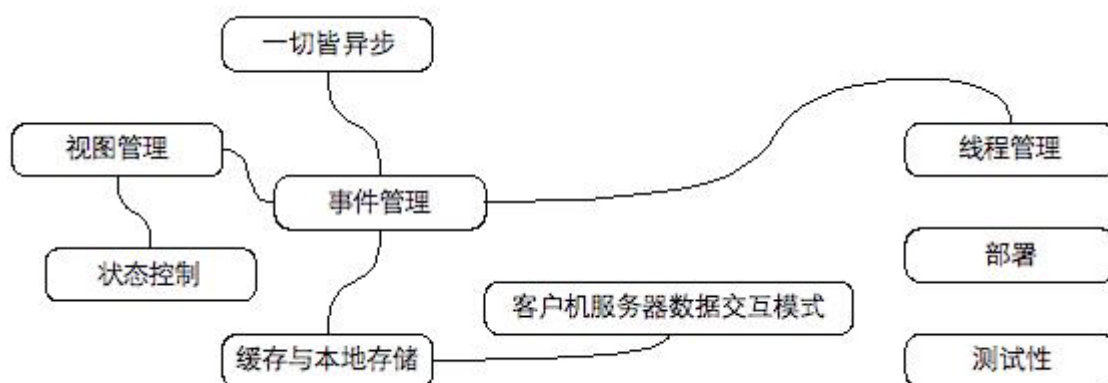 一切皆异步
视图管理
线程管理
事件管理
部署
状态控制
客户机服务器数据交互模式
缓存与本地存储
测试性